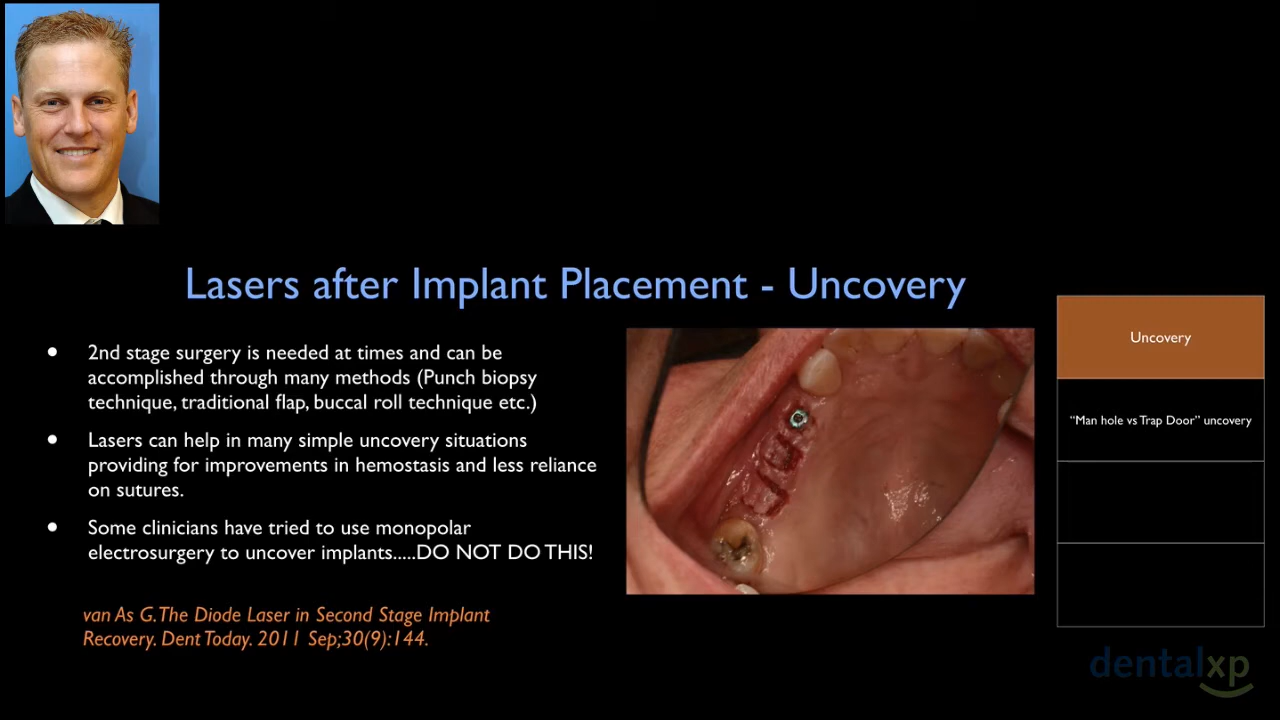 Lasers after Implant Placement - Uncovery
• 2nd stage surgery is needed at times and can be
accomplished through many methods (Punch biopsy
technique, traditional flap, buccal roll technique etc.)
• Lasers can help in many simple uncovery situations
providing for improvements in hemostasis and less reliance
on sutures.
• Some clinicians have tried to use monopolar
electrosurgery to uncover implants.....DO NOT DO THIS!
van As G.The Diode Laser in Second Stage Implant
Recovery. Dent Today. 2011 Sep;30(9):144.
Uncovery
“Man hole vs Trap Door” uncovery
dentalxp